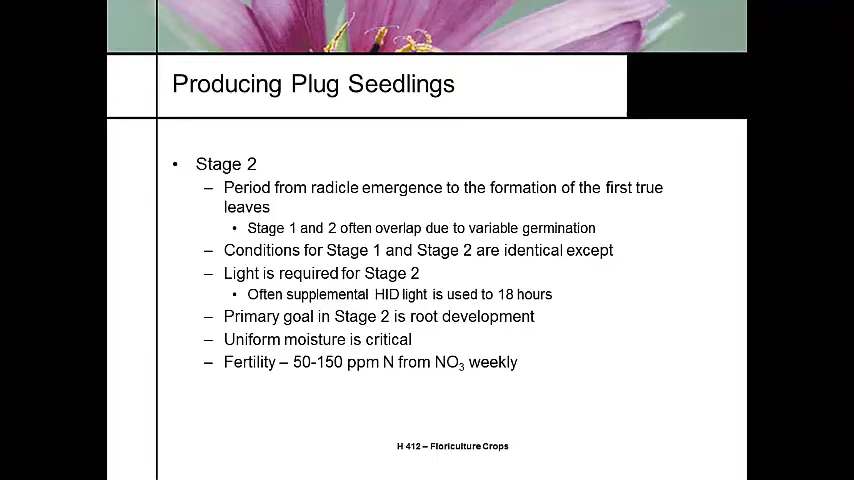 Producing Plug Seedlings
• Stage 2
– Period from radicle emergence to the formation of the first true
leaves
• Stage 1 and 2 often overlap due to variable germination
– Conditions for Stage 1 and Stage 2 are identical except
– Light is required for Stage 2
• Often supplemental HID light is used to 18 hours
– Primary goal in Stage 2 is root development
– Uniform moisture is critical
– Fertility – 50-150 ppm N from NO₃ weekly
H 412 – Floriculture Crops